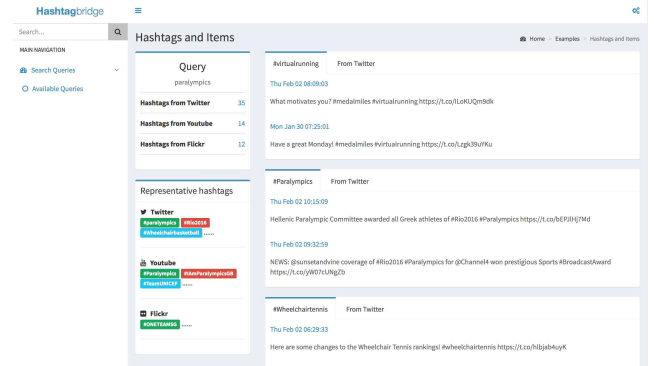 Hashtagbridge
Search...
MAIN NAVIGATION
Search Queries
Available Queries
Hashtags and Items
Home > Examples > Hashtags and Items
Query
paralympics
Hashtags from Twitter 35
Hashtags from Youtube 14
Hashtags from Flickr 12
Representative hashtags
Twitter
#paralympics #Rio2016
#Wheelchairbasketball ......
Youtube
#Paralympics #IAmParalympicsGB
#TeamUNICEF ......
Flickr
#ONETEAMSG ......
#virtualrunning From Twitter
Thu Feb 02 08:09:03
What motivates you? #medalmiles #virtualrunning https://t.co/ILoKUQm9dk
Mon Jan 30 07:25:01
Have a great Monday! #medalmiles #virtualrunning https://t.co/Lzgk39uYKu
#Paralympics From Twitter
Thu Feb 02 10:15:09
Hellenic Paralympic Committee awarded all Greek athletes of #Rio2016 #Paralympics https://t.co/bEPJlHj7Md
Thu Feb 02 09:32:59
NEWS: @sunsetandvine coverage of #Rio2016 #Paralympics for @Channel4 won prestigious Sports #BroadcastAward
https://t.co/yW07cUNgZb
#Wheelchairtennis From Twitter
Thu Feb 02 06:29:33
Here are some changes to the Wheelchair Tennis rankings! #wheelchairtennis https://t.co/hlbjab4uyK